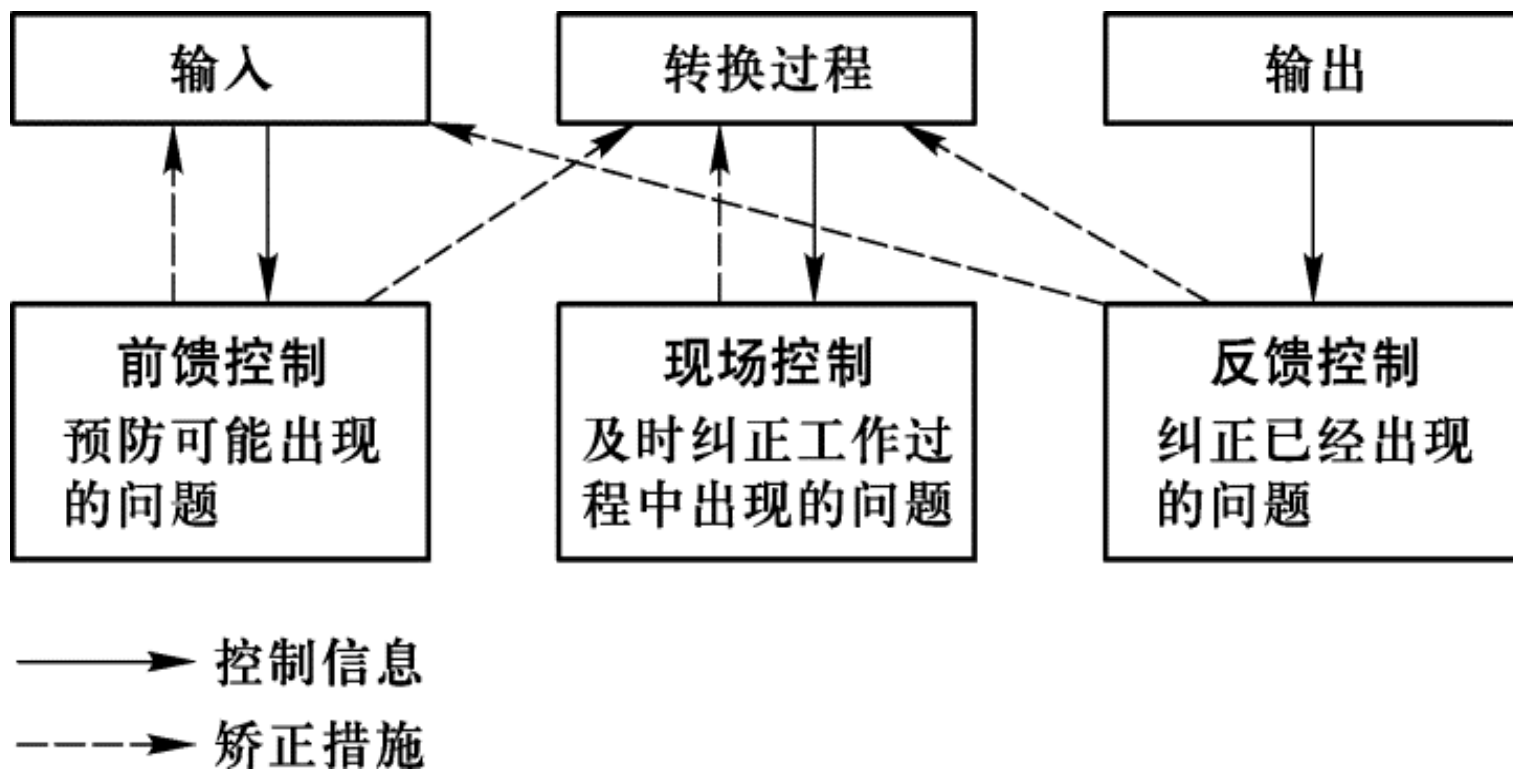 输入
转换过程
输出
前馈控制
预防可能出现
的问题
现场控制
及时纠正工作过
程中出现的问题
反馈控制
纠正已经出现
的问题
控制信息
矫正措施